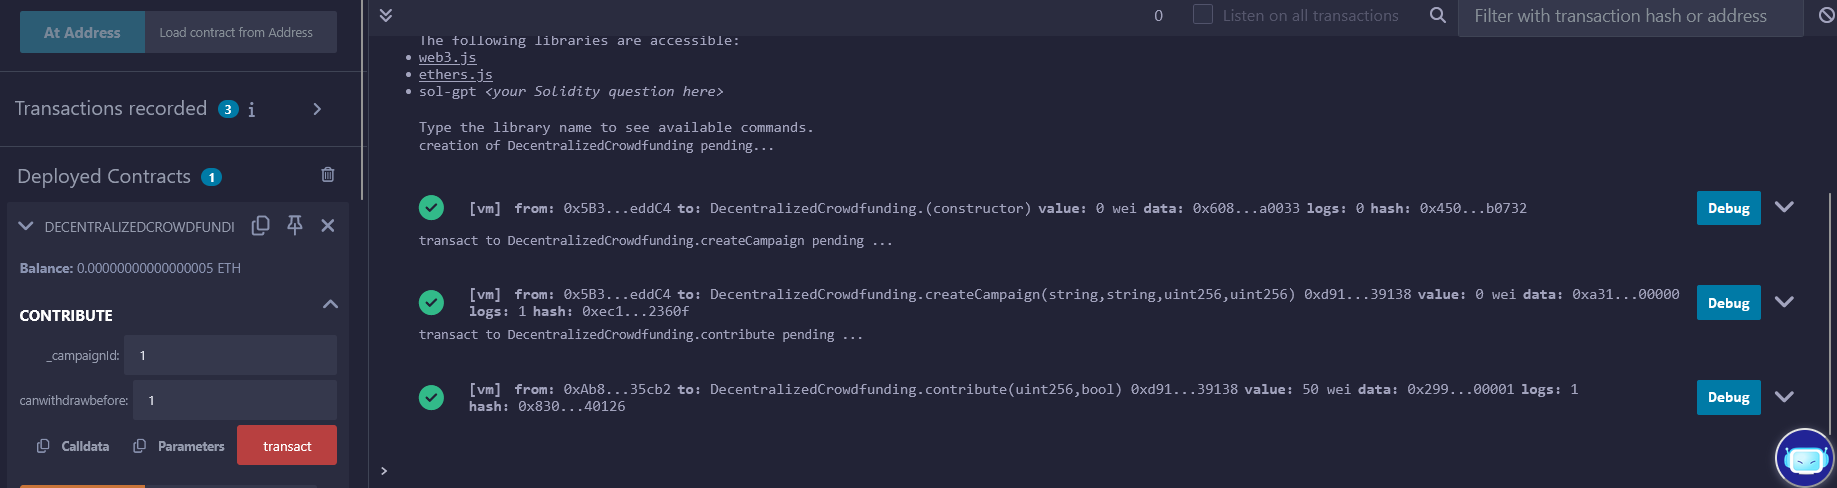 At Address
Load contract from Address
Transactions recorded 3 i
Deployed Contracts 1
DECENTRALIZEDCROWDFUNDI
Balance: 0.00000000000000005 ETH
CONTRIBUTE
_campaignId: 1
canwithdrawbefore: 1
Calldata Parameters transact
0 Listen on all transactions Filter with transaction hash or address
The following libraries are accessible:
• web3.js
• ethers.js
• sol-gpt <your Solidity question here>
Type the library name to see available commands.
creation of DecentralizedCrowdfunding pending...
[vm] from: 0x5B3...eddC4 to: DecentralizedCrowdfunding.(constructor) value: 0 wei data: 0x608...a0033 logs: 0 hash: 0x450...b0732
Debug
transact to DecentralizedCrowdfunding.createCampaign pending ...
[vm] from: 0x5B3...eddC4 to: DecentralizedCrowdfunding.createCampaign(string,string,uint256,uint256) 0xd91...39138 value: 0 wei data: 0xa31...00000
logs: 1 hash: 0xec1...2360f
Debug
transact to DecentralizedCrowdfunding.contribute pending ...
[vm] from: 0xAb8...35cb2 to: DecentralizedCrowdfunding.contribute(uint256,bool) 0xd91...39138 value: 50 wei data: 0x299...00001 logs: 1
hash: 0x830...40126
Debug
>